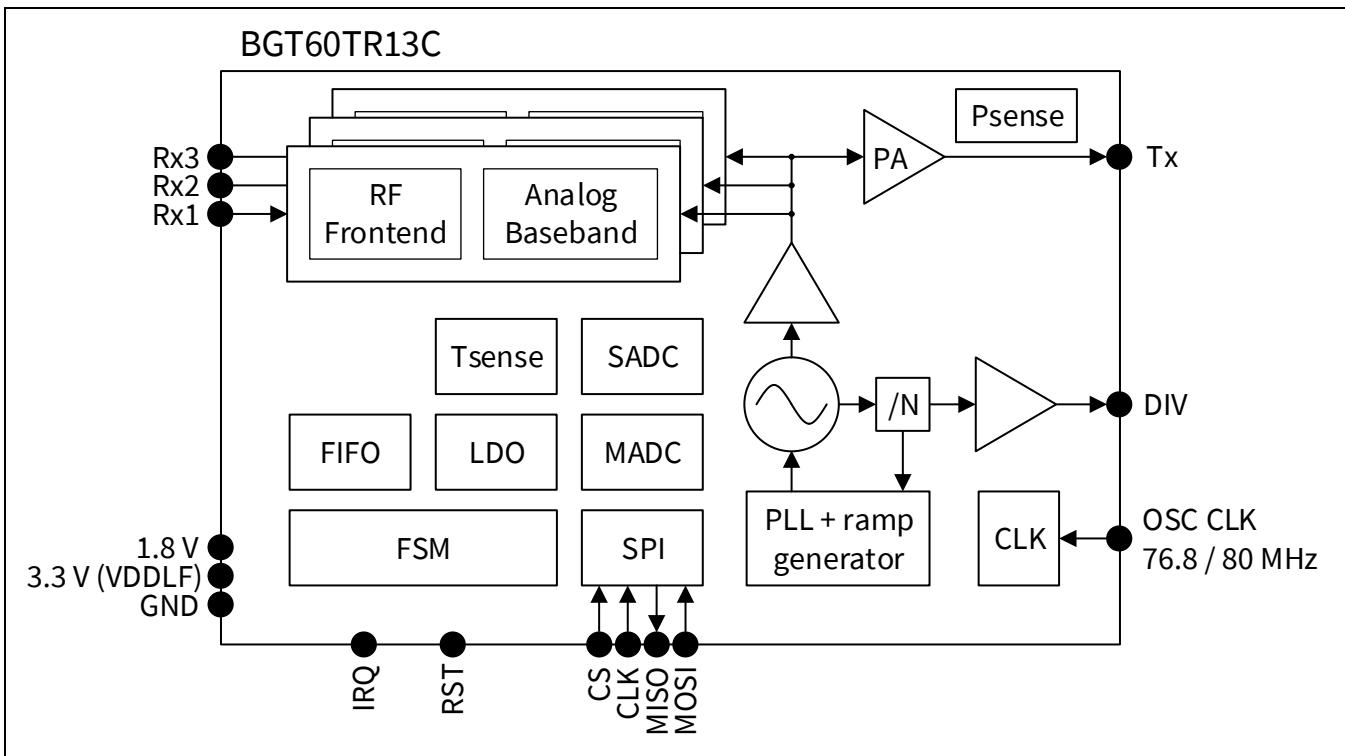 BGT60TR13C
Psense
Rx3
Rx2
Rx1
RF
Frontend
Analog
Baseband
PA
Tx
Tsense
SADC
/N
DIV
FIFO
LDO
MADC
PLL + ramp
generator
CLK
OSC CLK
76.8 / 80 MHz
FSM
SPI
1.8 V
3.3 V (VDDLF)
GND
IRQ
RST
CS
CLK
MISO
MOSI